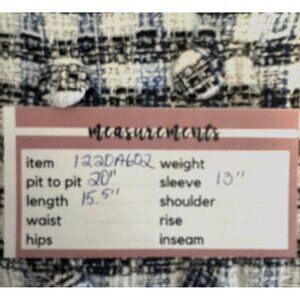 measurements
item 122DA602 weight
pit to pit 20" sleeve 13"
length 15.5" shoulder
waist rise
hips inseam